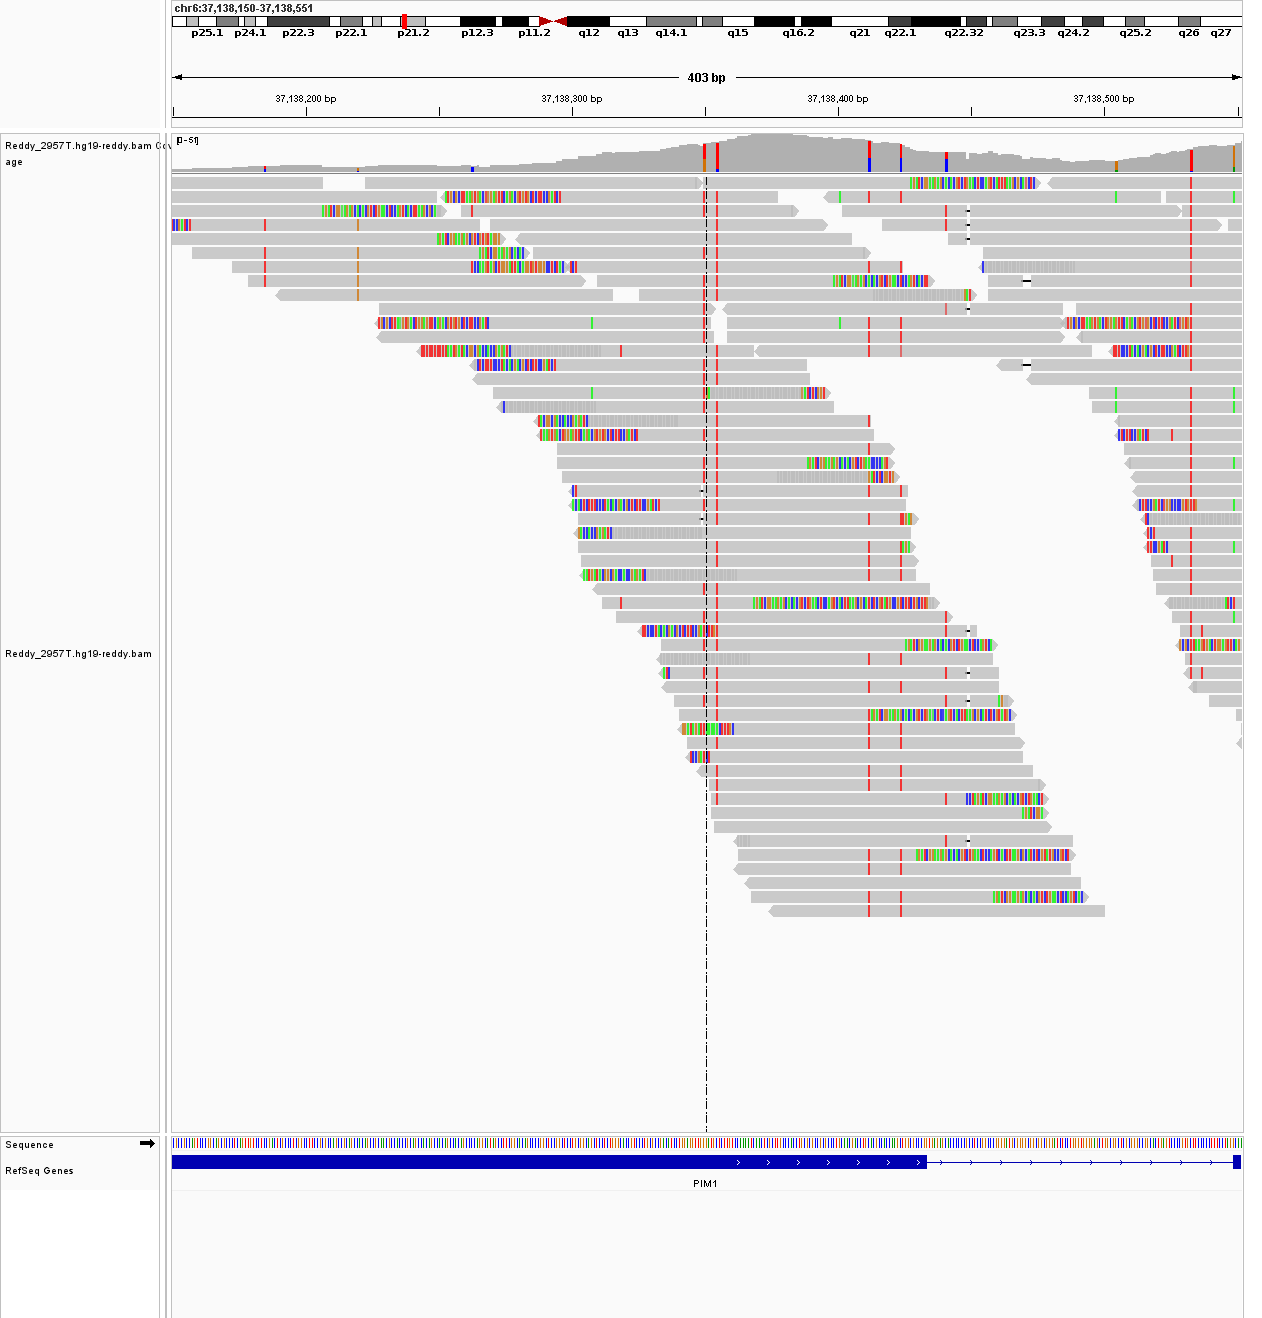 chr6:37,138,150-37,138,551
p25.1 p24.1 p22.3 p22.1 p21.2 p12.3 p11.2 q12 q13 q14.1 q15 q16.2 q21 q22.1 q22.32 q23.3 q24.2 q25.2 q26 q27
403 bp
37,138,200 bp 37,138,300 bp 37,138,400 bp 37,138,500 bp
Reddy_2957T.hg19-reddy.bam Cov
age
[0-51]
Reddy_2957T.hg19-reddy.bam
Sequence
RefSeq Genes
PIM1